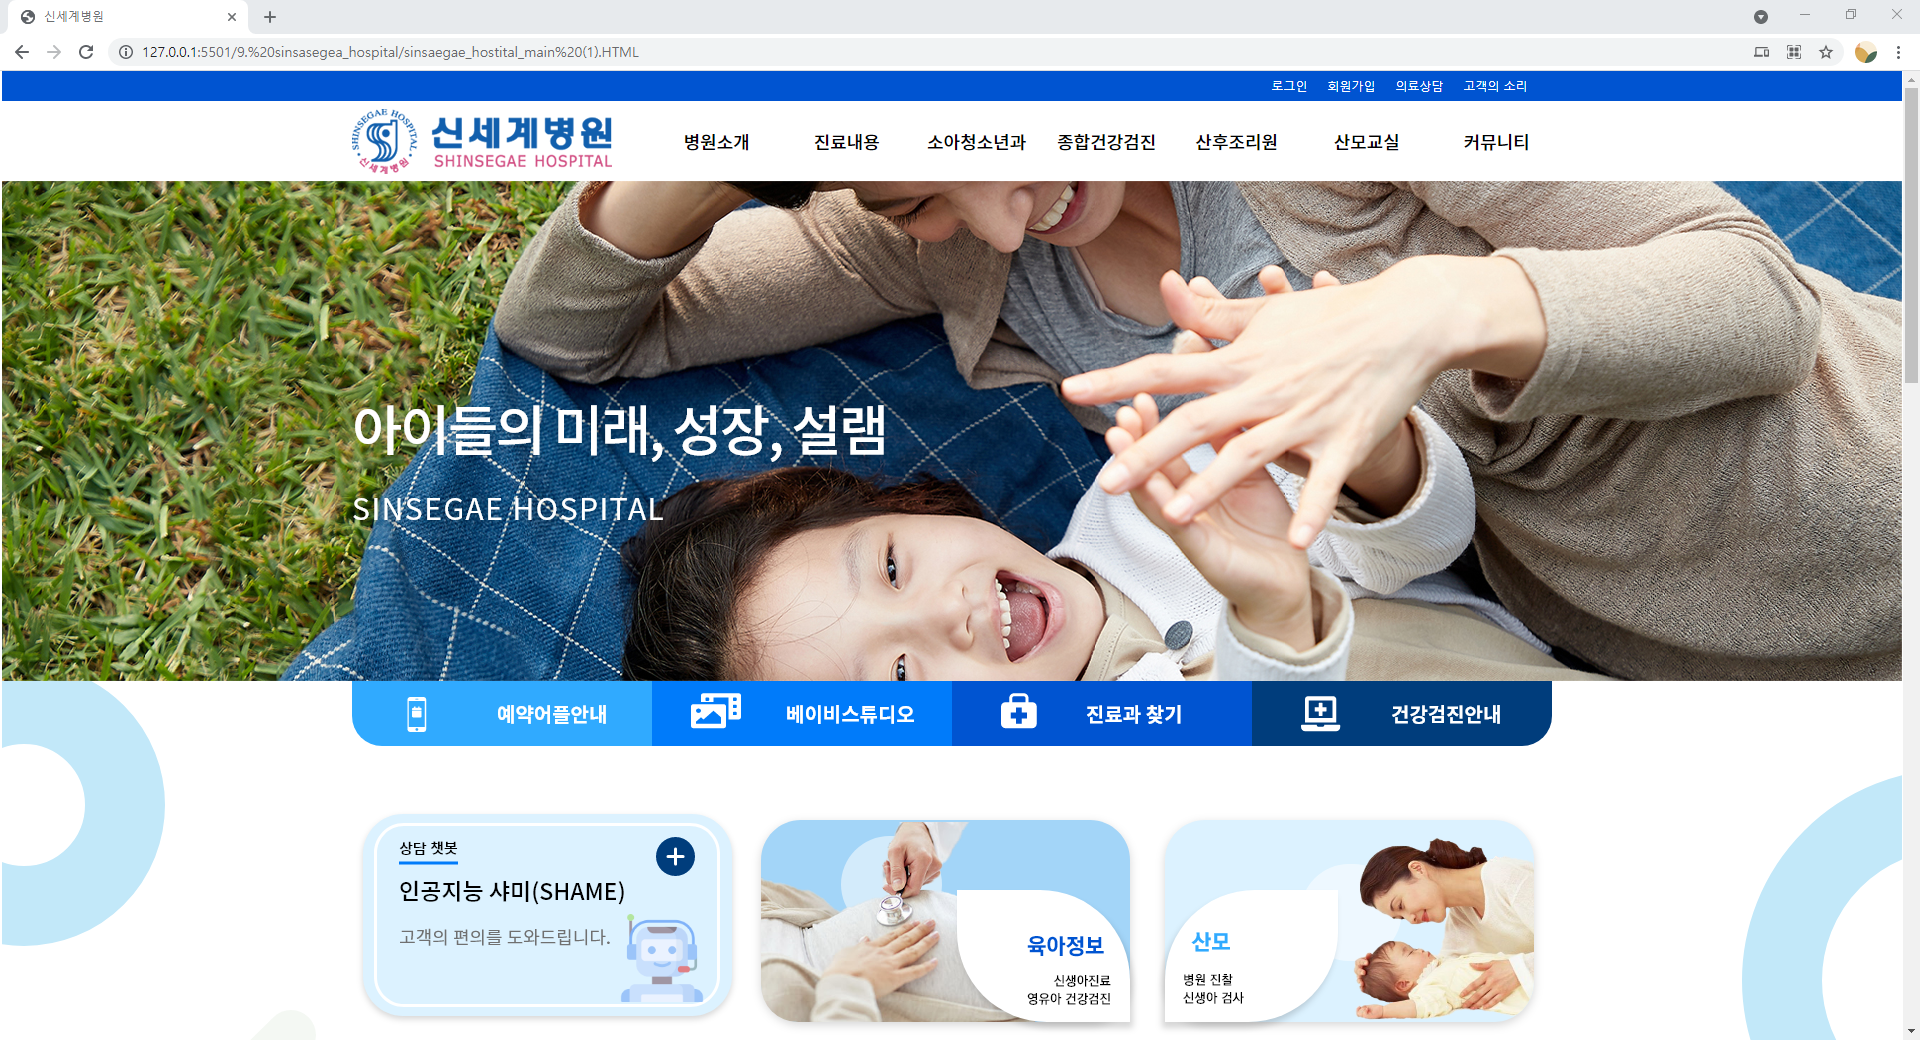 신세계병원
127.0.0.1:5501/9.%20sinsasegea_hospital/sinsaegae_hostital_main%20(1).HTML
로그인 회원가입 의료상담 고객의 소리
SHINSEGAE HOSPITAL
신세계병원
신세계병원
SHINSEGAE HOSPITAL
병원소개 진료내용 소아청소년과 종합건강검진 산후조리원 산모교실 커뮤니티
아이들의 미래, 성장, 설램
SINSEGAE HOSPITAL
예약어플안내 베이비스튜디오 진료과 찾기 건강검진안내
상담 챗봇
인공지능 샤미(SHAME)
고객의 편의를 도와드립니다.
육아정보
신생아진료
영유아 건강검진
산모
병원 진찰
신생아 검사